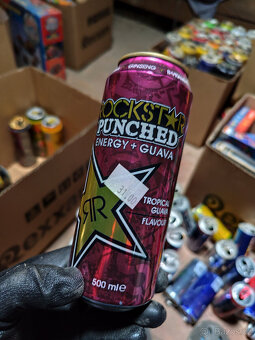 ROCKSTAR
PUNCHED
ENERGY + GUAVA
TROPICAL
GUAVA
FLAVOUR
500 ml e